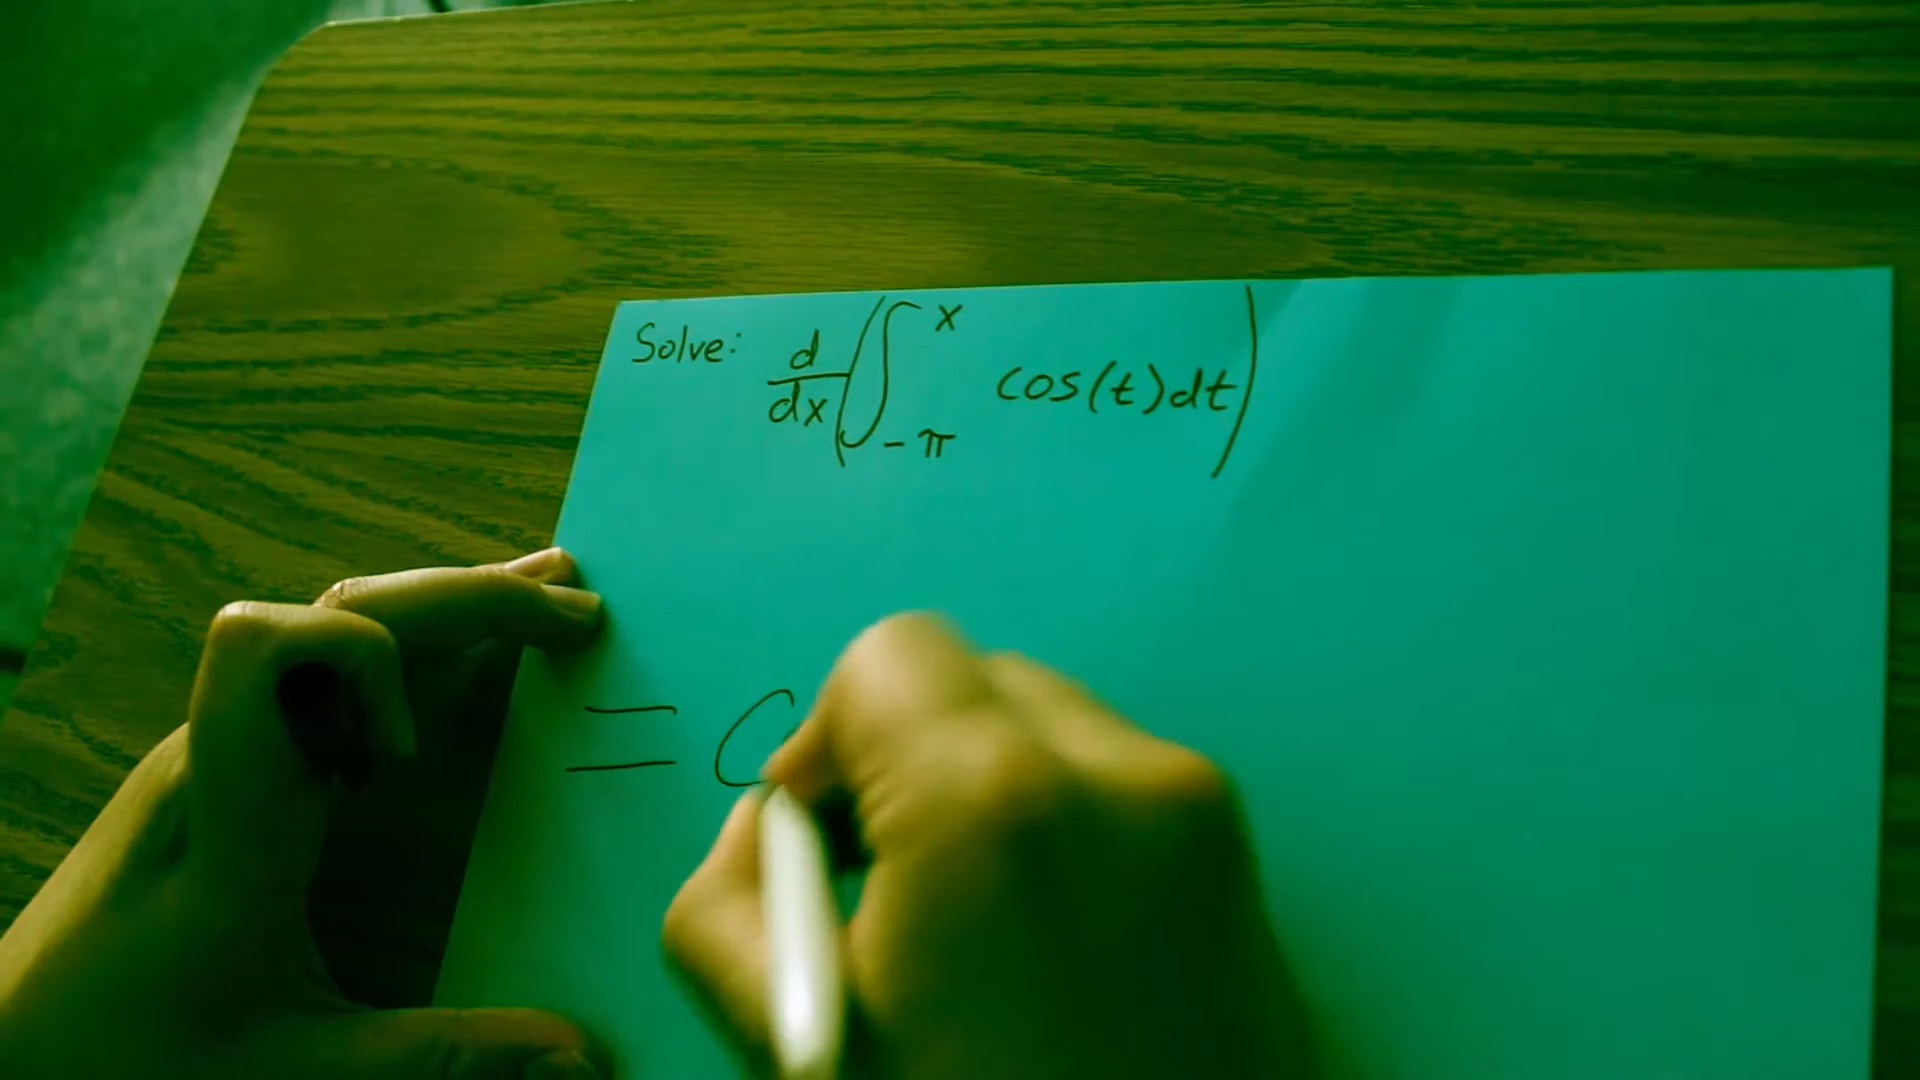 Solve: d/dx(∫_{-π}^{x} cos(t)dt)
= C